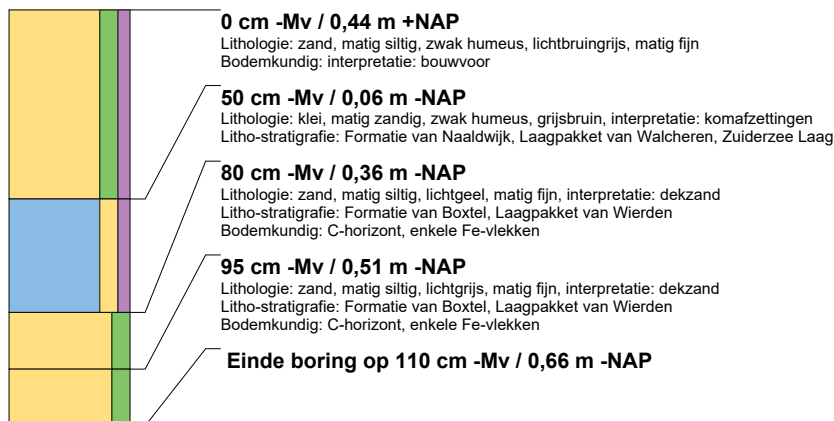 0 cm -Mv / 0,44 m +NAP
Lithologie: zand, matig siltig, zwak humeus, lichtbruingrijs, matig fijn
Bodemkundig: interpretatie: bouwvoor
50 cm -Mv / 0,06 m -NAP
Lithologie: klei, matig zandig, zwak humeus, grijsbruin, interpretatie: komafzettingen
Litho-stratigrafie: Formatie van Naaldwijk, Laagpakket van Walcheren, Zuiderzee Laag
80 cm -Mv / 0,36 m -NAP
Lithologie: zand, matig siltig, lichtgeel, matig fijn, interpretatie: dekzand
Litho-stratigrafie: Formatie van Boxtel, Laagpakket van Wierden
Bodemkundig: C-horizont, enkele Fe-vlekken
95 cm -Mv / 0,51 m -NAP
Lithologie: zand, matig siltig, lichtgrijs, matig fijn, interpretatie: dekzand
Litho-stratigrafie: Formatie van Boxtel, Laagpakket van Wierden
Bodemkundig: C-horizont, enkele Fe-vlekken
Einde boring op 110 cm -Mv / 0,66 m -NAP